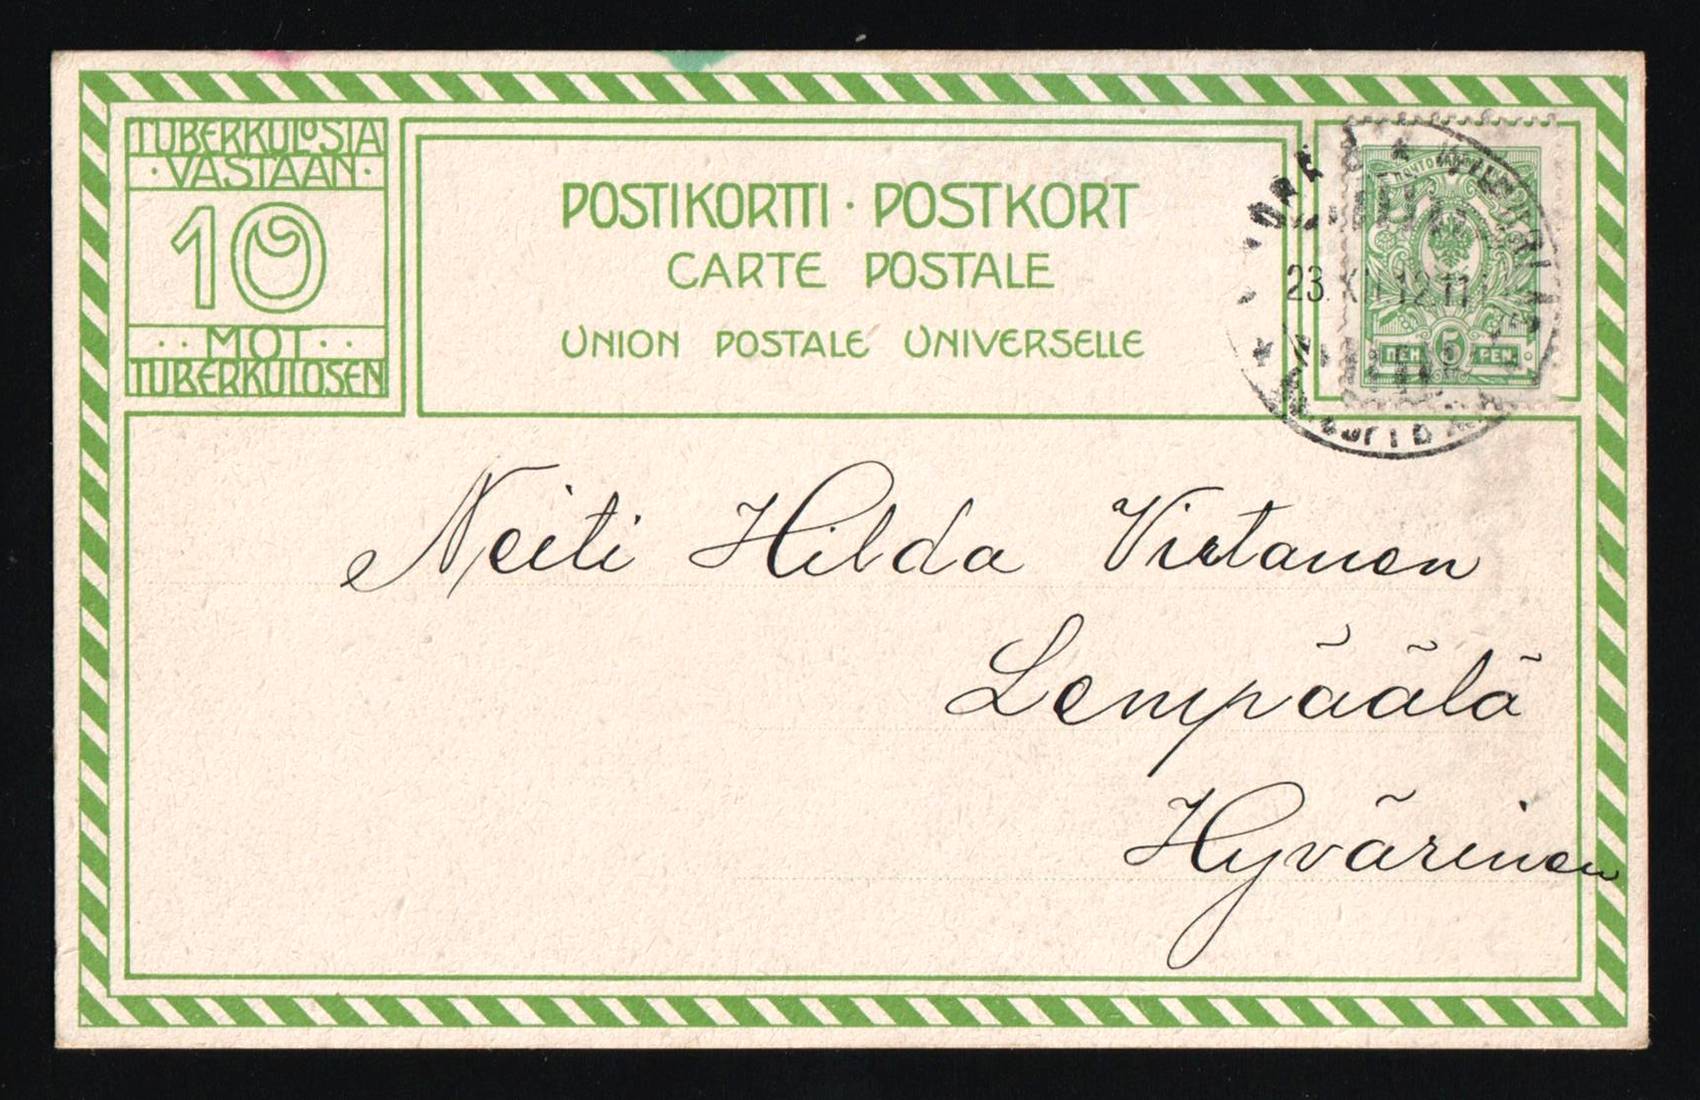 TUBERKULOSIA
· VASTAAN ·
10
·· MOT ··
TUBERKULOSEN
POSTIKORTTI · POSTKORT
CARTE POSTALE
UNION POSTALE UNIVERSELLE
23.XII.12.11
ПЕН. 5 PEN.
Neiti Hilda Virtanen
Lempäälä
Hyvärinen